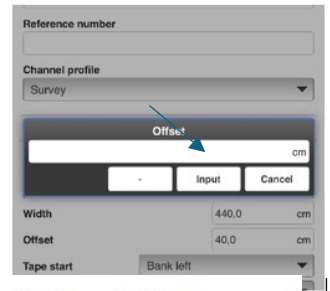 Reference number
Channel profile
Survey
Offset
cm
- Input Cancel
Width 440,0 cm
Offset 40,0 cm
Tape start Bank left